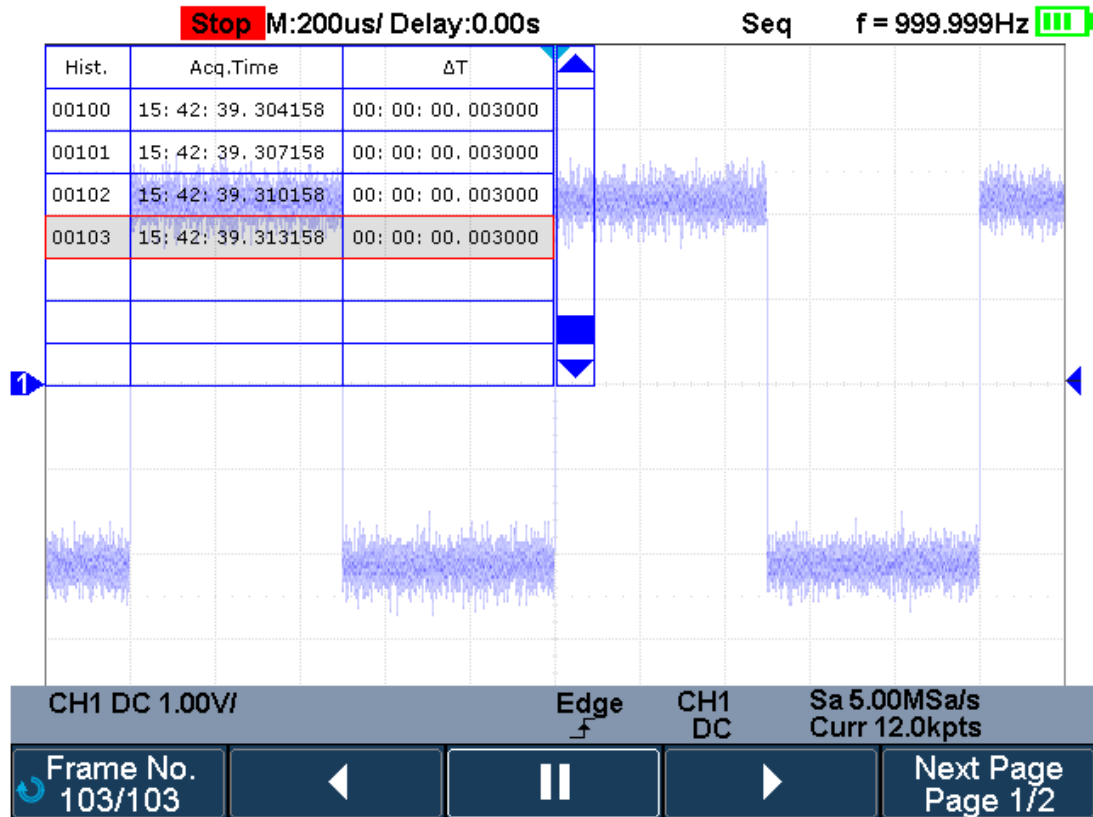 Stop M:200us/ Delay:0.00s Seq f = 999.999Hz
Hist. Acq.Time ΔT
00100 15: 42: 39. 304158 00: 00: 00. 003000
00101 15: 42: 39. 307158 00: 00: 00. 003000
00102 15: 42: 39. 310158 00: 00: 00. 003000
00103 15: 42: 39. 313158 00: 00: 00. 003000
1
CH1 DC 1.00V/ Edge CH1 Sa 5.00MSa/s
DC Curr 12.0kpts
Frame No. Next Page
103/103 Page 1/2